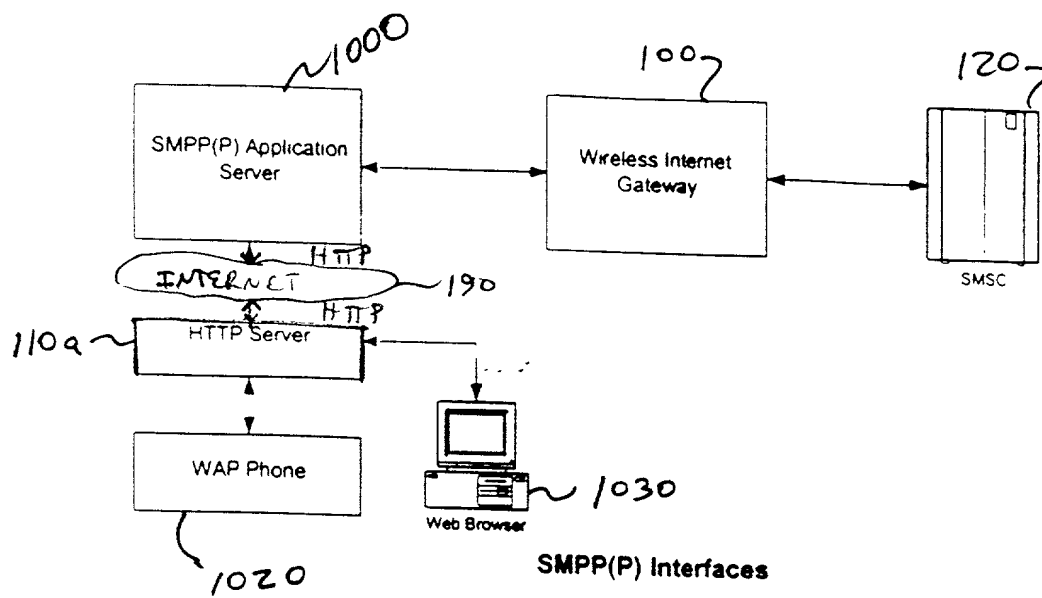 1000
100
120
SMPP(P) Application
Server
Wireless Internet
Gateway
SMSC
HTTP
INTERNET
190
HTTP
110a
HTTP Server
WAP Phone
1030
Web Browser
1020
SMPP(P) Interfaces